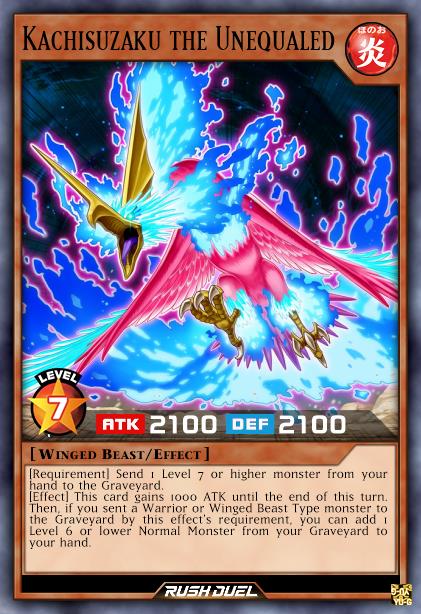 Kachisuzaku the Unequaled
ほのお
炎
LEVEL
7
ATK 2100 DEF 2100
[Winged Beast/Effect]
[Requirement] Send 1 Level 7 or higher monster from your
hand to the Graveyard.
[Effect] This card gains 1000 ATK until the end of this turn.
Then, if you sent a Warrior or Winged Beast Type monster to
the Graveyard by this effect's requirement, you can add 1
Level 6 or lower Normal Monster from your Graveyard to
your hand.
RUSH DUEL